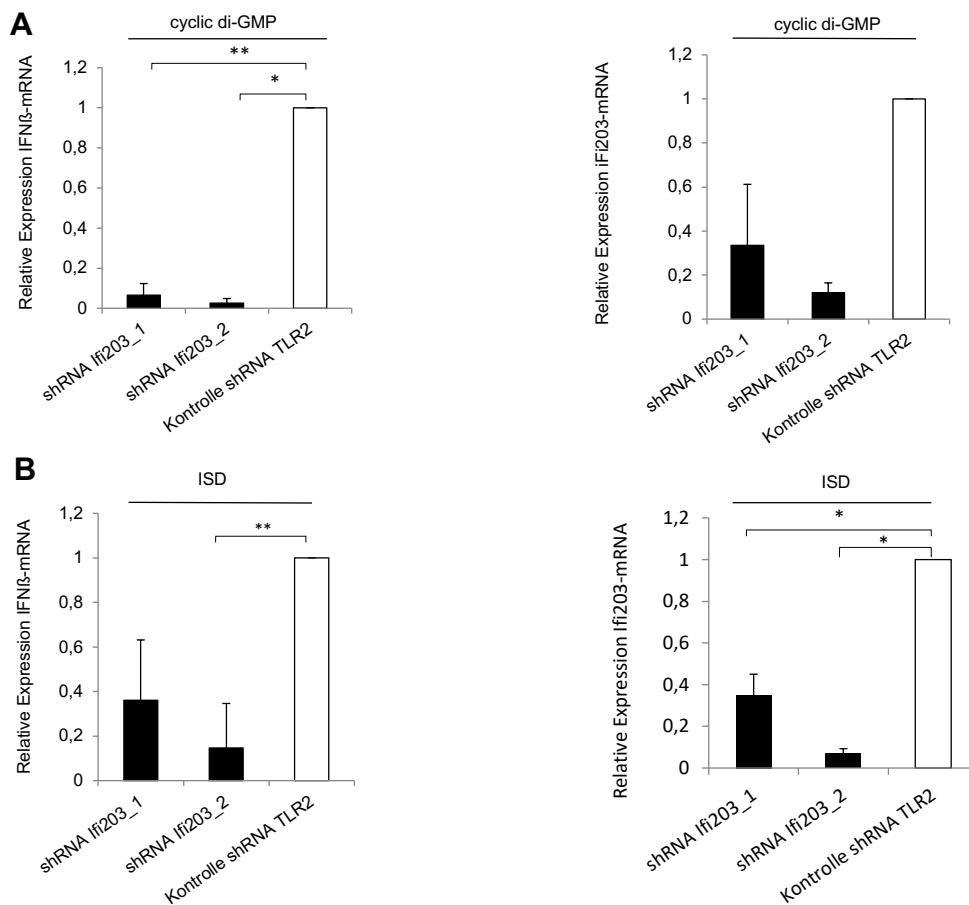 A
cyclic di-GMP
**
*
Relative Expression IFNß-mRNA
1,2
1
0,8
0,6
0,4
0,2
0
shRNA Ifi203_1
shRNA Ifi203_2
Kontrolle shRNA TLR2
cyclic di-GMP
Relative Expression iFi203-mRNA
1,2
1
0,8
0,6
0,4
0,2
0
shRNA Ifi203_1
shRNA Ifi203_2
Kontrolle shRNA TLR2
B
ISD
**
Relative Expression IFNß-mRNA
1,2
1
0,8
0,6
0,4
0,2
0
shRNA Ifi203_1
shRNA Ifi203_2
Kontrolle shRNA TLR2
ISD
*
*
Relative Expression Ifi203-mRNA
1,2
1
0,8
0,6
0,4
0,2
0
shRNA Ifi203_1
shRNA Ifi203_2
Kontrolle shRNA TLR2